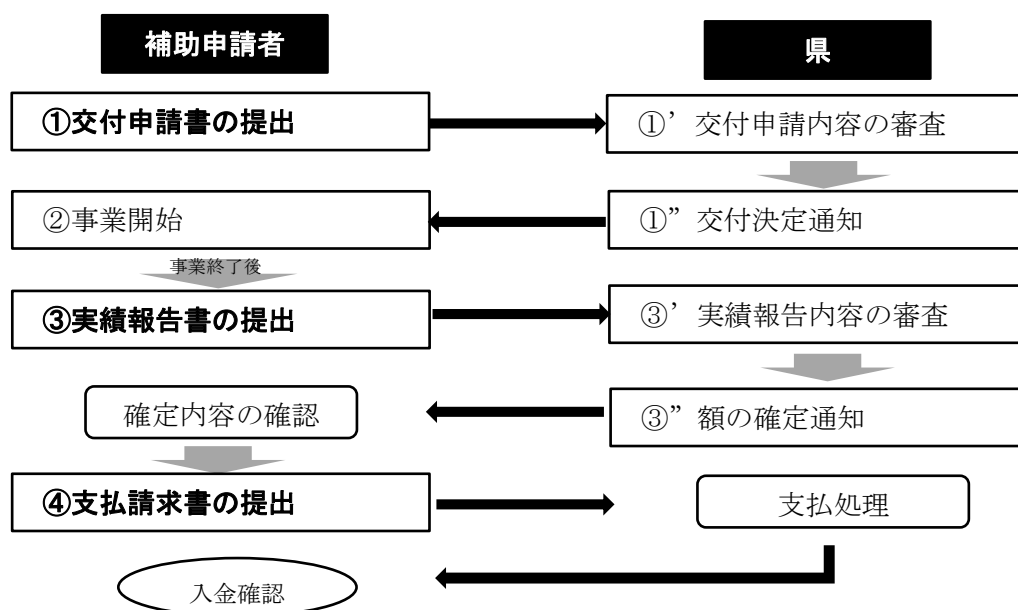 補助申請者
県
①交付申請書の提出
①’交付申請内容の審査
②事業開始
①”交付決定通知
事業終了後
③実績報告書の提出
③’実績報告内容の審査
確定内容の確認
③”額の確定通知
④支払請求書の提出
支払処理
入金確認